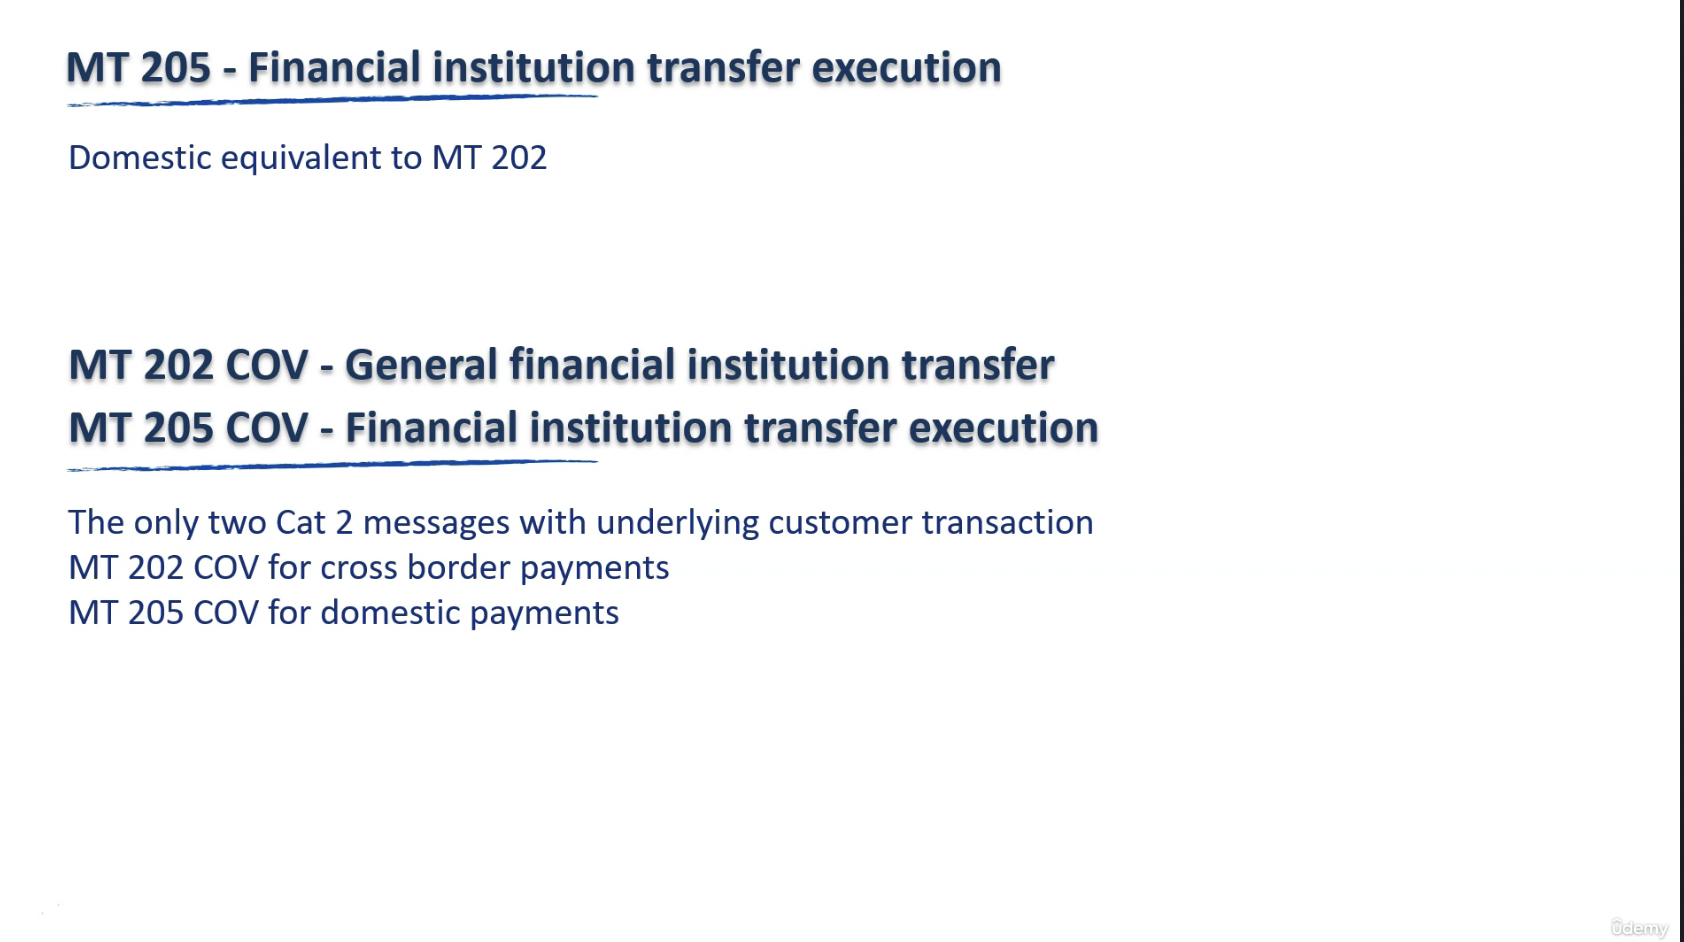 MT 205 - Financial institution transfer execution
Domestic equivalent to MT 202
MT 202 COV - General financial institution transfer
MT 205 COV - Financial institution transfer execution
The only two Cat 2 messages with underlying customer transaction
MT 202 COV for cross border payments
MT 205 COV for domestic payments
ûdemy